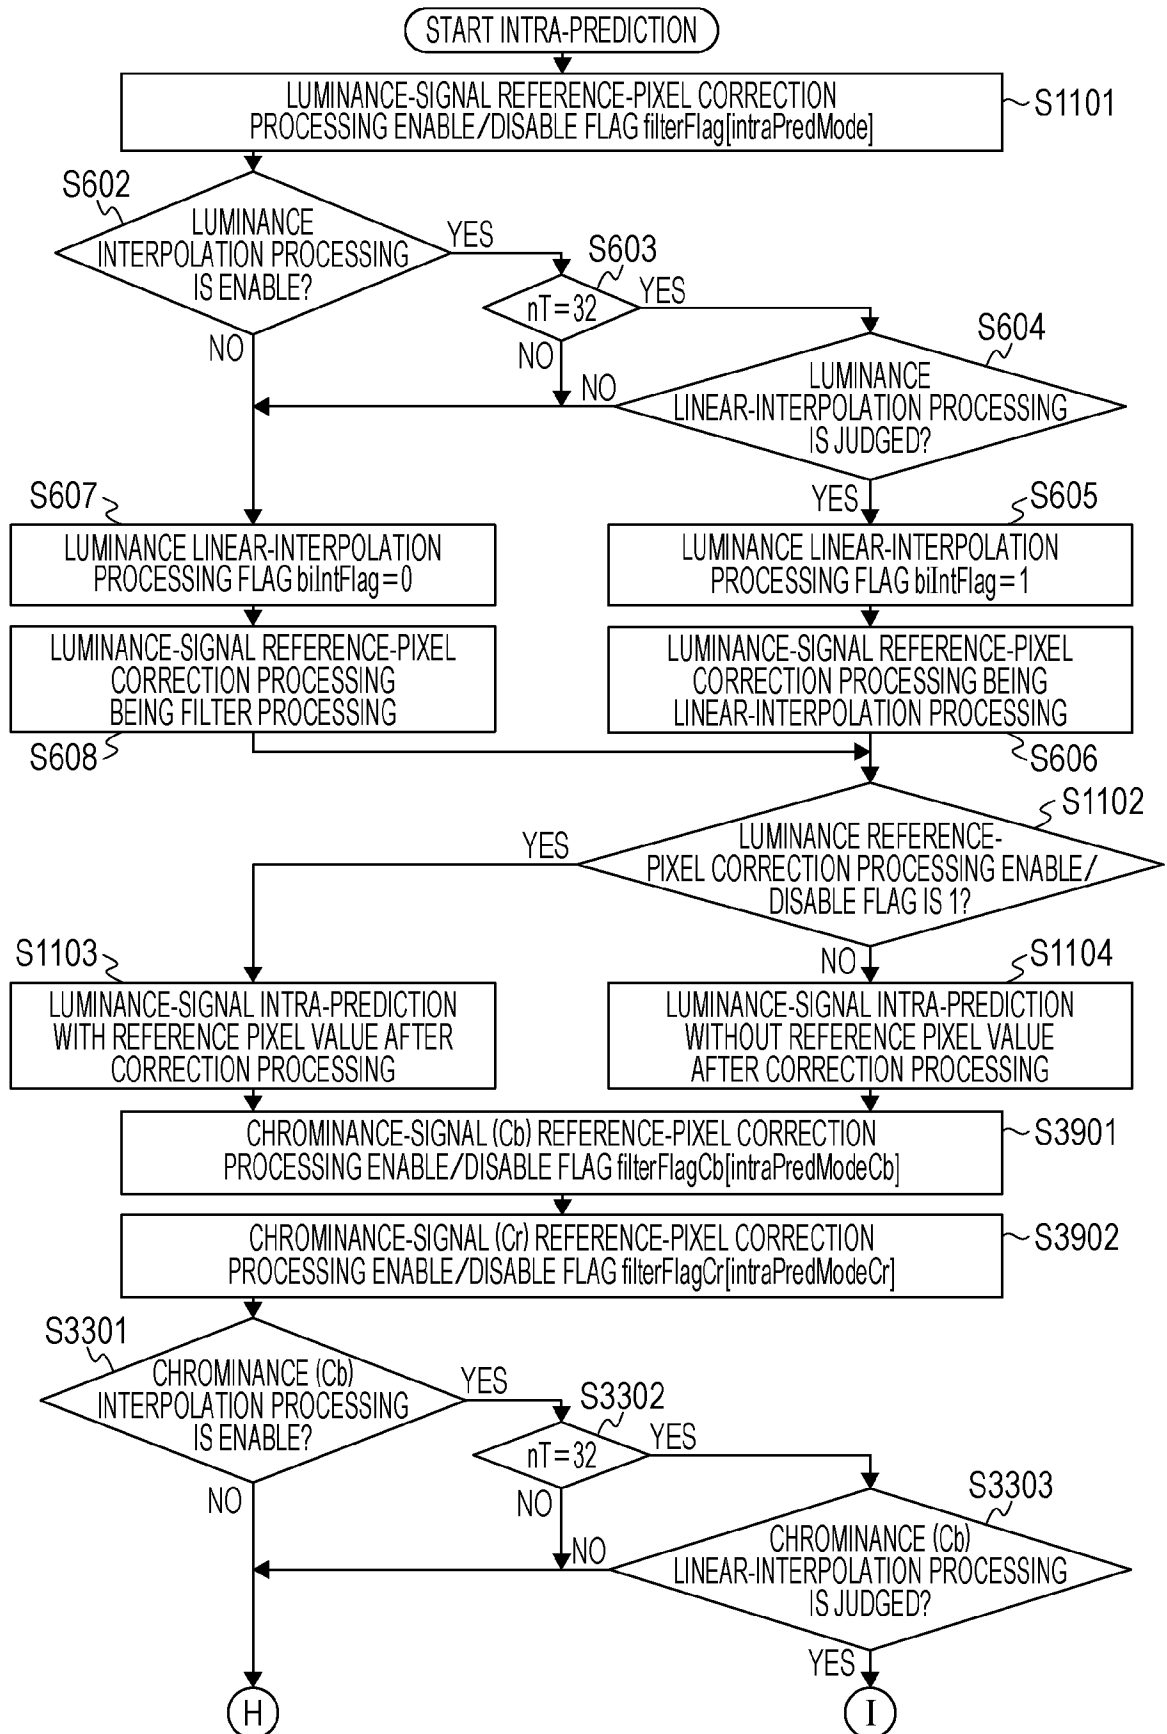 START INTRA-PREDICTION
LUMINANCE-SIGNAL REFERENCE-PIXEL CORRECTION
PROCESSING ENABLE/DISABLE FLAG filterFlag[intraPredMode]
S1101
S602
LUMINANCE
INTERPOLATION PROCESSING
IS ENABLE?
YES
NO
S603
nT=32
YES
NO
S604
LUMINANCE
LINEAR-INTERPOLATION PROCESSING
IS JUDGED?
NO
YES
S607
LUMINANCE LINEAR-INTERPOLATION
PROCESSING FLAG biIntFlag=0
S605
LUMINANCE LINEAR-INTERPOLATION
PROCESSING FLAG biIntFlag=1
LUMINANCE-SIGNAL REFERENCE-PIXEL
CORRECTION PROCESSING
BEING FILTER PROCESSING
S608
LUMINANCE-SIGNAL REFERENCE-PIXEL
CORRECTION PROCESSING BEING
LINEAR-INTERPOLATION PROCESSING
S606
S1102
LUMINANCE REFERENCE-
PIXEL CORRECTION PROCESSING ENABLE/
DISABLE FLAG IS 1?
YES
NO
S1103
LUMINANCE-SIGNAL INTRA-PREDICTION
WITH REFERENCE PIXEL VALUE AFTER
CORRECTION PROCESSING
S1104
LUMINANCE-SIGNAL INTRA-PREDICTION
WITHOUT REFERENCE PIXEL VALUE
AFTER CORRECTION PROCESSING
CHROMINANCE-SIGNAL (Cb) REFERENCE-PIXEL CORRECTION
PROCESSING ENABLE/DISABLE FLAG filterFlagCb[intraPredModeCb]
S3901
CHROMINANCE-SIGNAL (Cr) REFERENCE-PIXEL CORRECTION
PROCESSING ENABLE/DISABLE FLAG filterFlagCr[intraPredModeCr]
S3902
S3301
CHROMINANCE (Cb)
INTERPOLATION PROCESSING
IS ENABLE?
YES
NO
S3302
nT=32
YES
NO
S3303
CHROMINANCE (Cb)
LINEAR-INTERPOLATION PROCESSING
IS JUDGED?
NO
YES
H
I